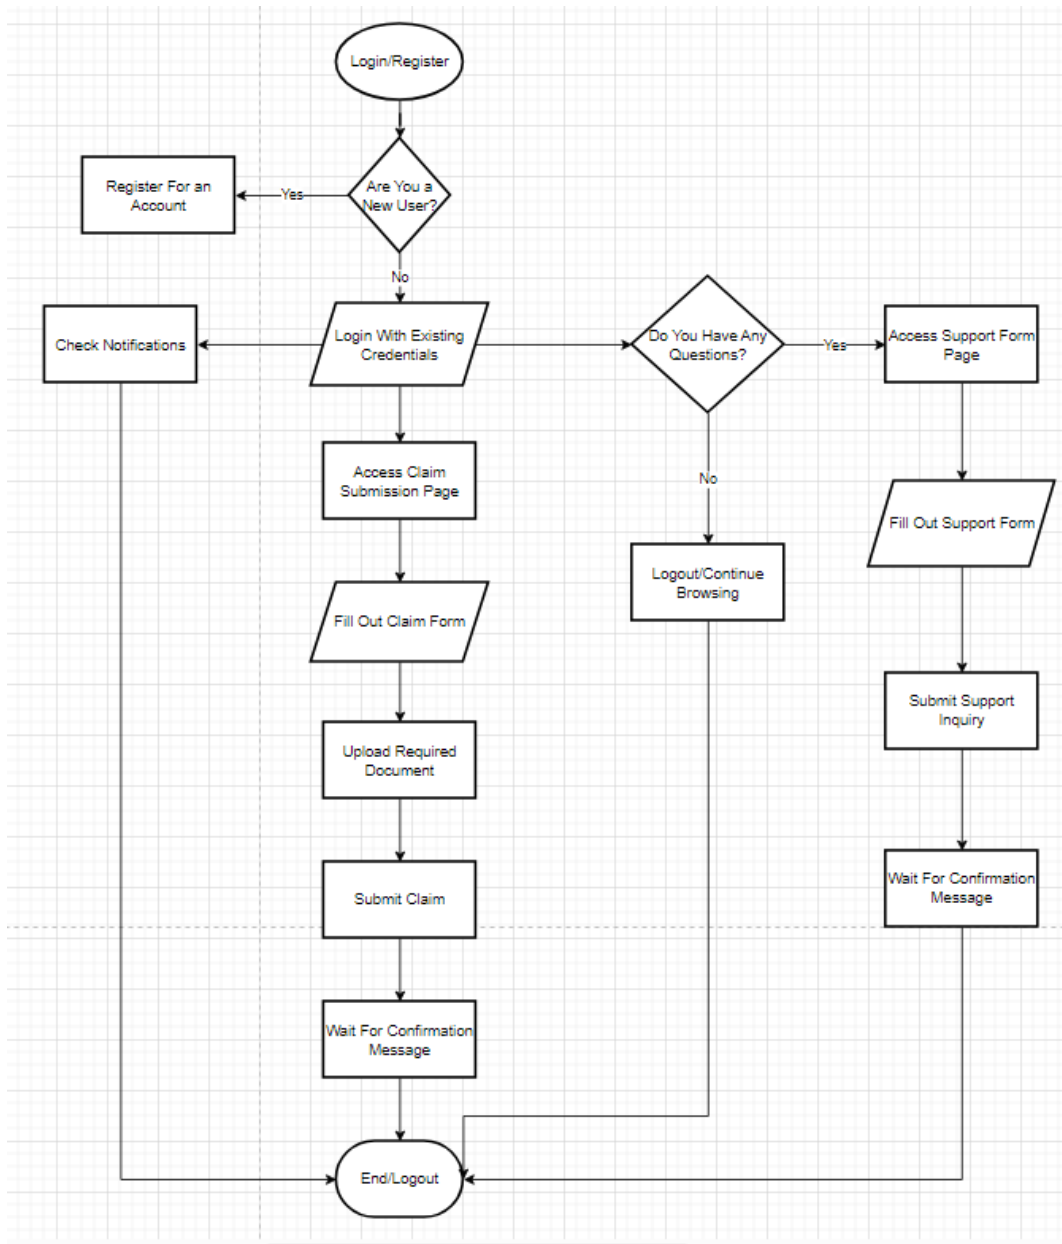 Login/Register
Are You a
New User?
Yes
Register For an
Account
No
Check Notifications
Login With Existing
Credentials
Do You Have Any
Questions?
Yes
Access Support Form
Page
Access Claim
Submission Page
No
Fill Out Support Form
Logout/Continue
Browsing
Fill Out Claim Form
Submit Support
Inquiry
Upload Required
Document
Submit Claim
Wait For Confirmation
Message
Wait For Confirmation
Message
End/Logout